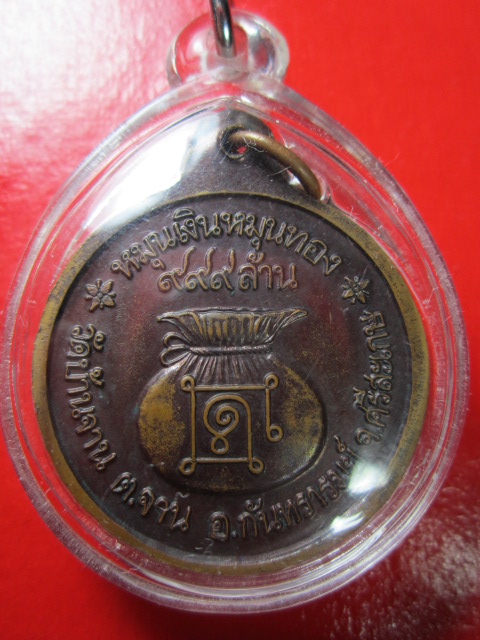 หมุนเงินหมุนทอง
๙๙๙ ล้าน
วัดบ้านจาน ต.จาน อ.กันทรารมย์ จ.ศรีสะเกษ